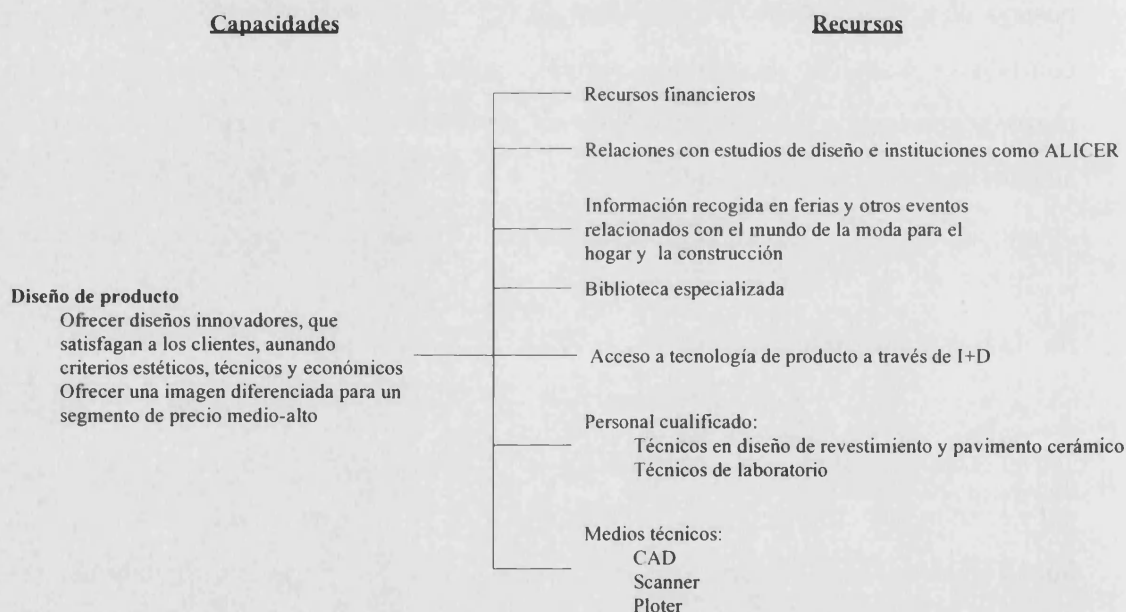 Capacidades
Recursos
Diseño de producto
Ofrecer diseños innovadores, que
satisfagan a los clientes, aunando
criterios estéticos, técnicos y económicos
Ofrecer una imagen diferenciada para un
segmento de precio medio-alto
Recursos financieros
Relaciones con estudios de diseño e instituciones como ALICER
Información recogida en ferias y otros eventos
relacionados con el mundo de la moda para el
hogar y la construcción
Biblioteca especializada
Acceso a tecnología de producto a través de I+D
Personal cualificado:
Técnicos en diseño de revestimiento y pavimento cerámico
Técnicos de laboratorio
Medios técnicos:
CAD
Scanner
Ploter